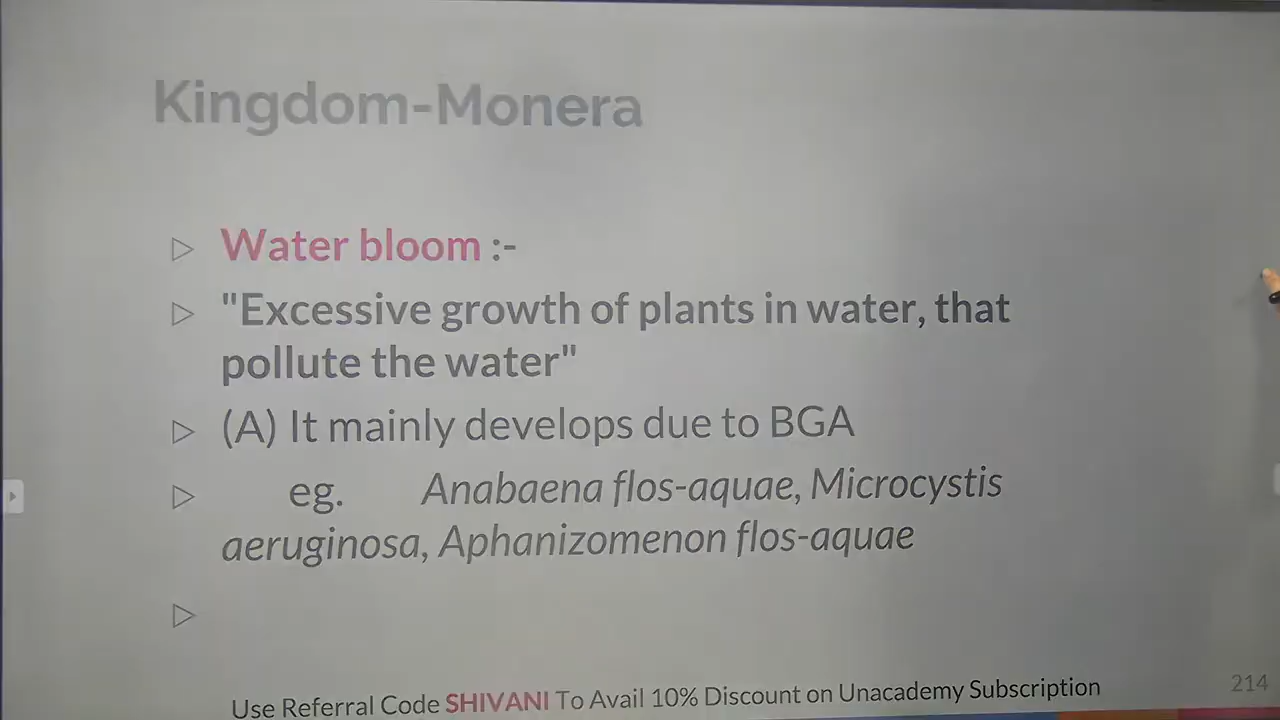 Kingdom-Monera
Water bloom :-
"Excessive growth of plants in water, that
pollute the water"
(A) It mainly develops due to BGA
eg. Anabaena flos-aquae, Microcystis
aeruginosa, Aphanizomenon flos-aquae
Use Referral Code SHIVANI To Avail 10% Discount on Unacademy Subscription
214